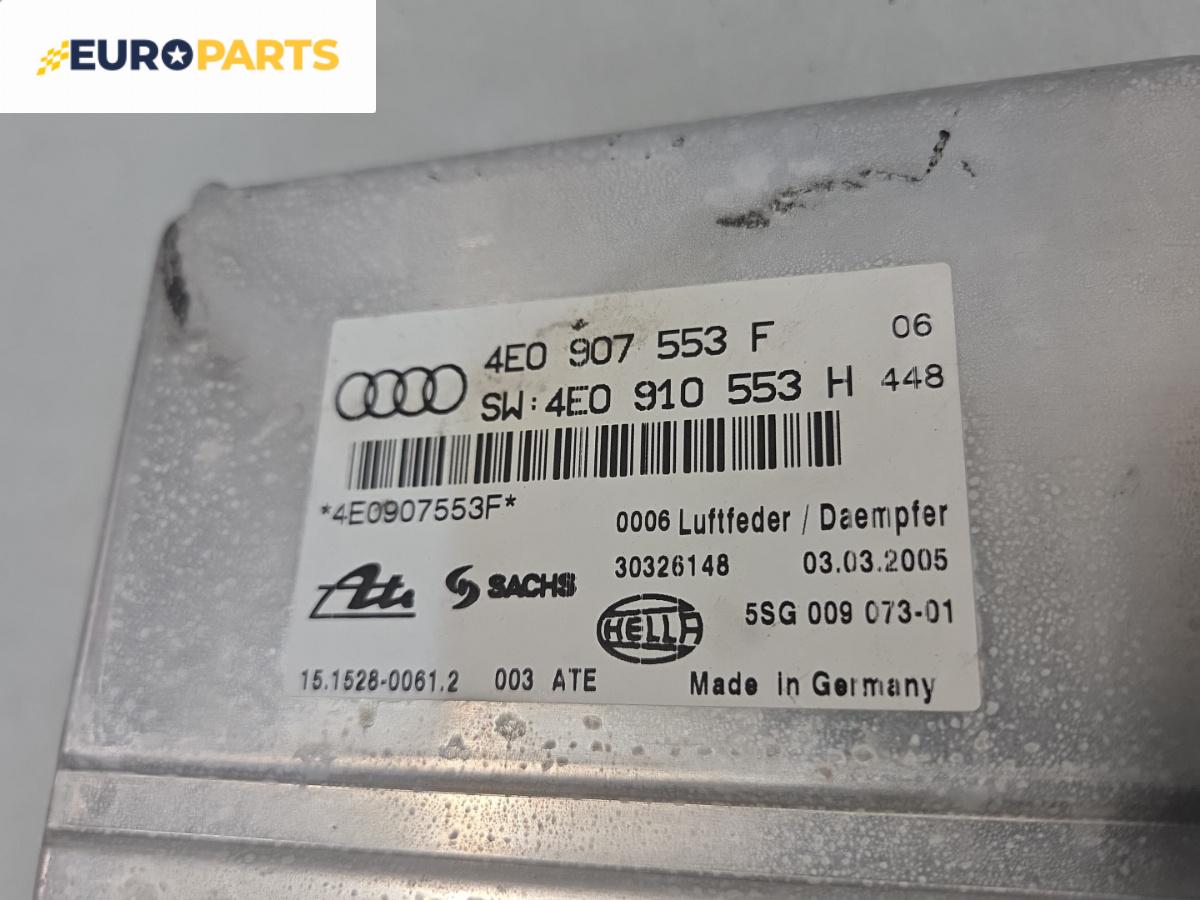 EUROPARTS
4E0 907 553 F 06
SW:4E0 910 553 H 448
*4E0907553F*
0006 Luftfeder / Daempfer
30326148 03.03.2005
Ate SACHS HELLA 5SG 009 073-01
15.1528-0061.2 003 ATE Made in Germany